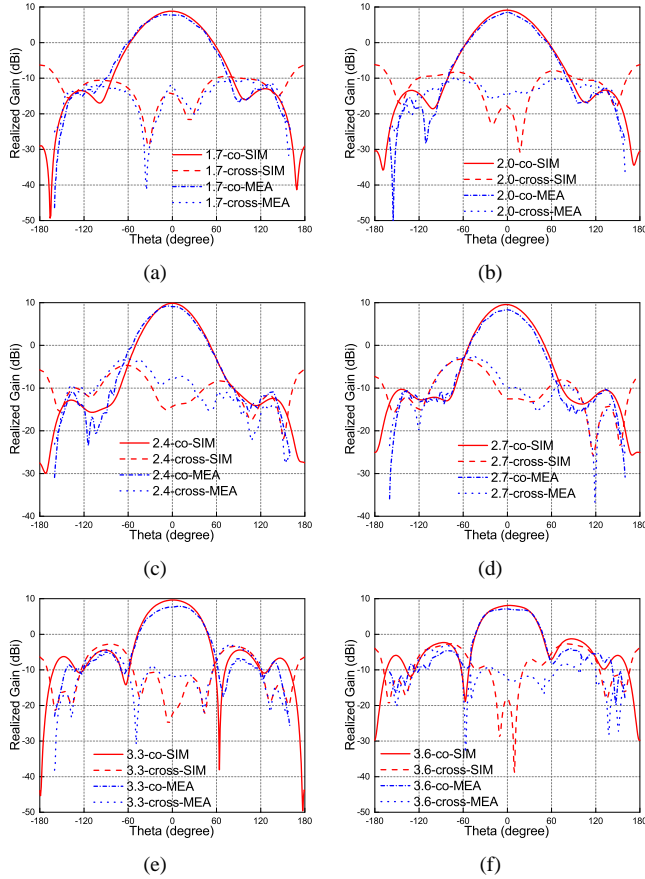 10
0
-10
-20
-30
-40
-50
Realized Gain (dBi)
1.7-co-SIM
1.7-cross-SIM
1.7-co-MEA
1.7-cross-MEA
-180 -120 -60 0 60 120 180
Theta (degree)
(a)
10
0
-10
-20
-30
-40
-50
Realized Gain (dBi)
2.0-co-SIM
2.0-cross-SIM
2.0-co-MEA
2.0-cross-MEA
-180 -120 -60 0 60 120 180
Theta (degree)
(b)
10
0
-10
-20
-30
-40
Realized Gain (dBi)
2.4-co-SIM
2.4-cross-SIM
2.4-co-MEA
2.4-cross-MEA
-180 -120 -60 0 60 120 180
Theta (degree)
(c)
10
0
-10
-20
-30
-40
Realized Gain (dBi)
2.7-co-SIM
2.7-cross-SIM
2.7-co-MEA
2.7-cross-MEA
-180 -120 -60 0 60 120 180
Theta (degree)
(d)
10
0
-10
-20
-30
-40
-50
Realized Gain (dBi)
3.3-co-SIM
3.3-cross-SIM
3.3-co-MEA
3.3-cross-MEA
-180 -120 -60 0 60 120 180
Theta (degree)
(e)
10
0
-10
-20
-30
-40
-50
Realized Gain (dBi)
3.6-co-SIM
3.6-cross-SIM
3.6-co-MEA
3.6-cross-MEA
-180 -120 -60 0 60 120 180
Theta (degree)
(f)